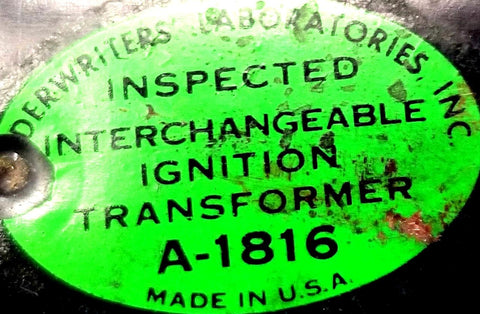 DERWRITERS LABORATORIES, INC
INSPECTED
INTERCHANGEABLE
IGNITION
TRANSFORMER
A-1816
MADE IN U.S.A.